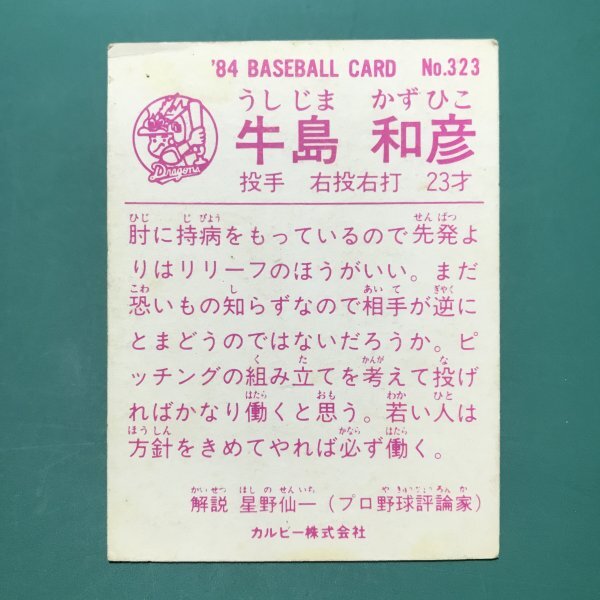 '84 BASEBALL CARD No.323
うしじま かずひこ
牛島 和彦
Dragons
投手 右投右打 23才
ひじ じびょう せんぱつ
肘に持病をもっているので先発よ
りはリリーフのほうがいい。まだ
こわ し あいて ぎゃく
恐いもの知らずなので相手が逆に
とまどうのではないだろうか。ピ
く た かんが な
ッチングの組み立てを考えて投げ
はたら おも わか ひと
ればかなり働くと思う。若い人は
ほうしん かなら はたら
方針をきめてやれば必ず働く。
かいせつ ほしのせんいち やきゅうひょうろんか
解説 星野仙一(プロ野球評論家)
カルビー株式会社